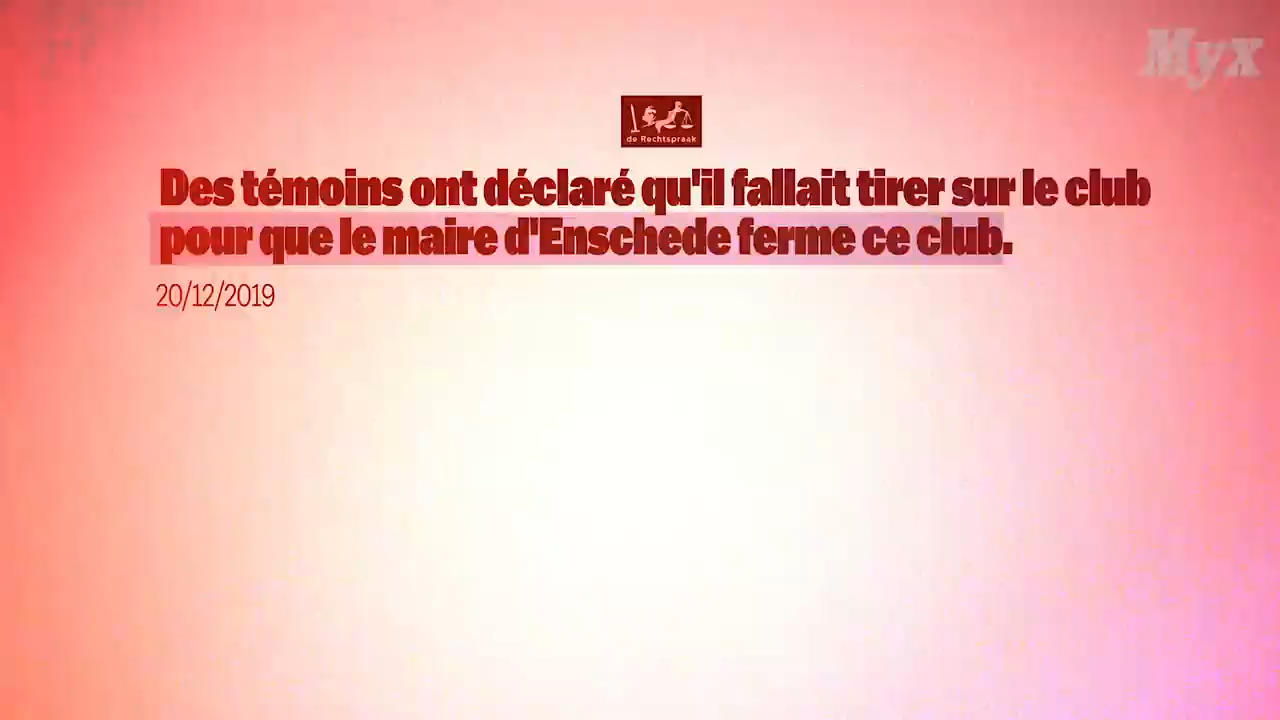 Myx
de Rechtspraak
Des témoins ont déclaré qu'il fallait tirer sur le club
pour que le maire d'Enschede ferme ce club.
20/12/2019